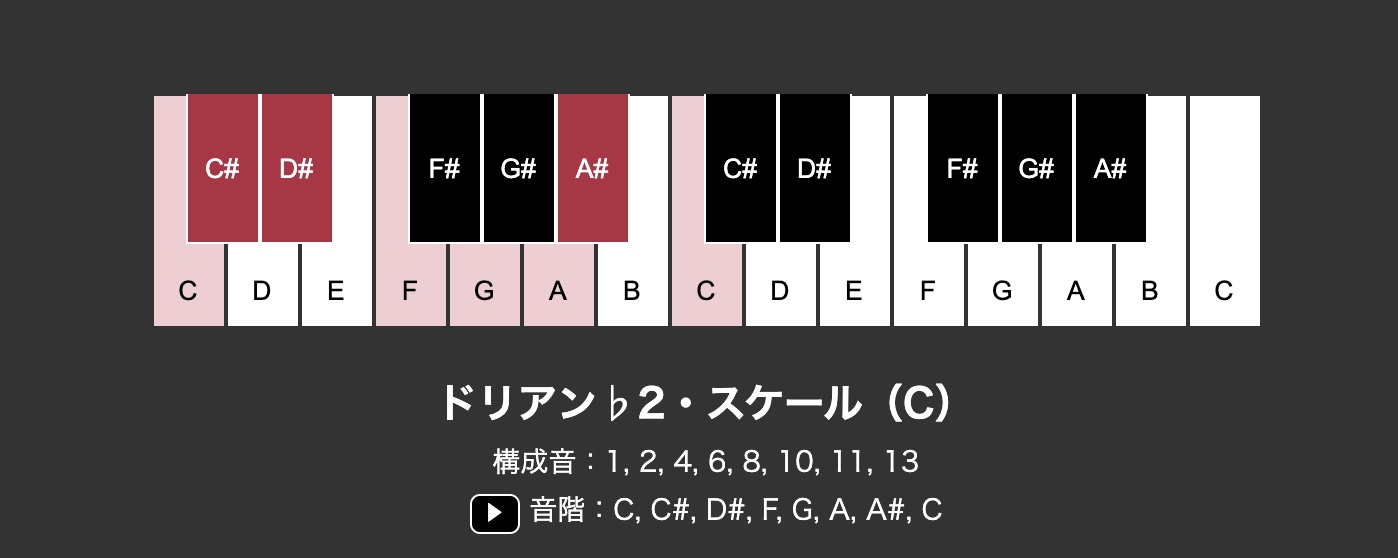 C# D# F# G# A# C# D# F# G# A#
C D E F G A B C D E F G A B C
ドリアン♭2・スケール（C）
構成音：1, 2, 4, 6, 8, 10, 11, 13
音階：C, C#, D#, F, G, A, A#, C